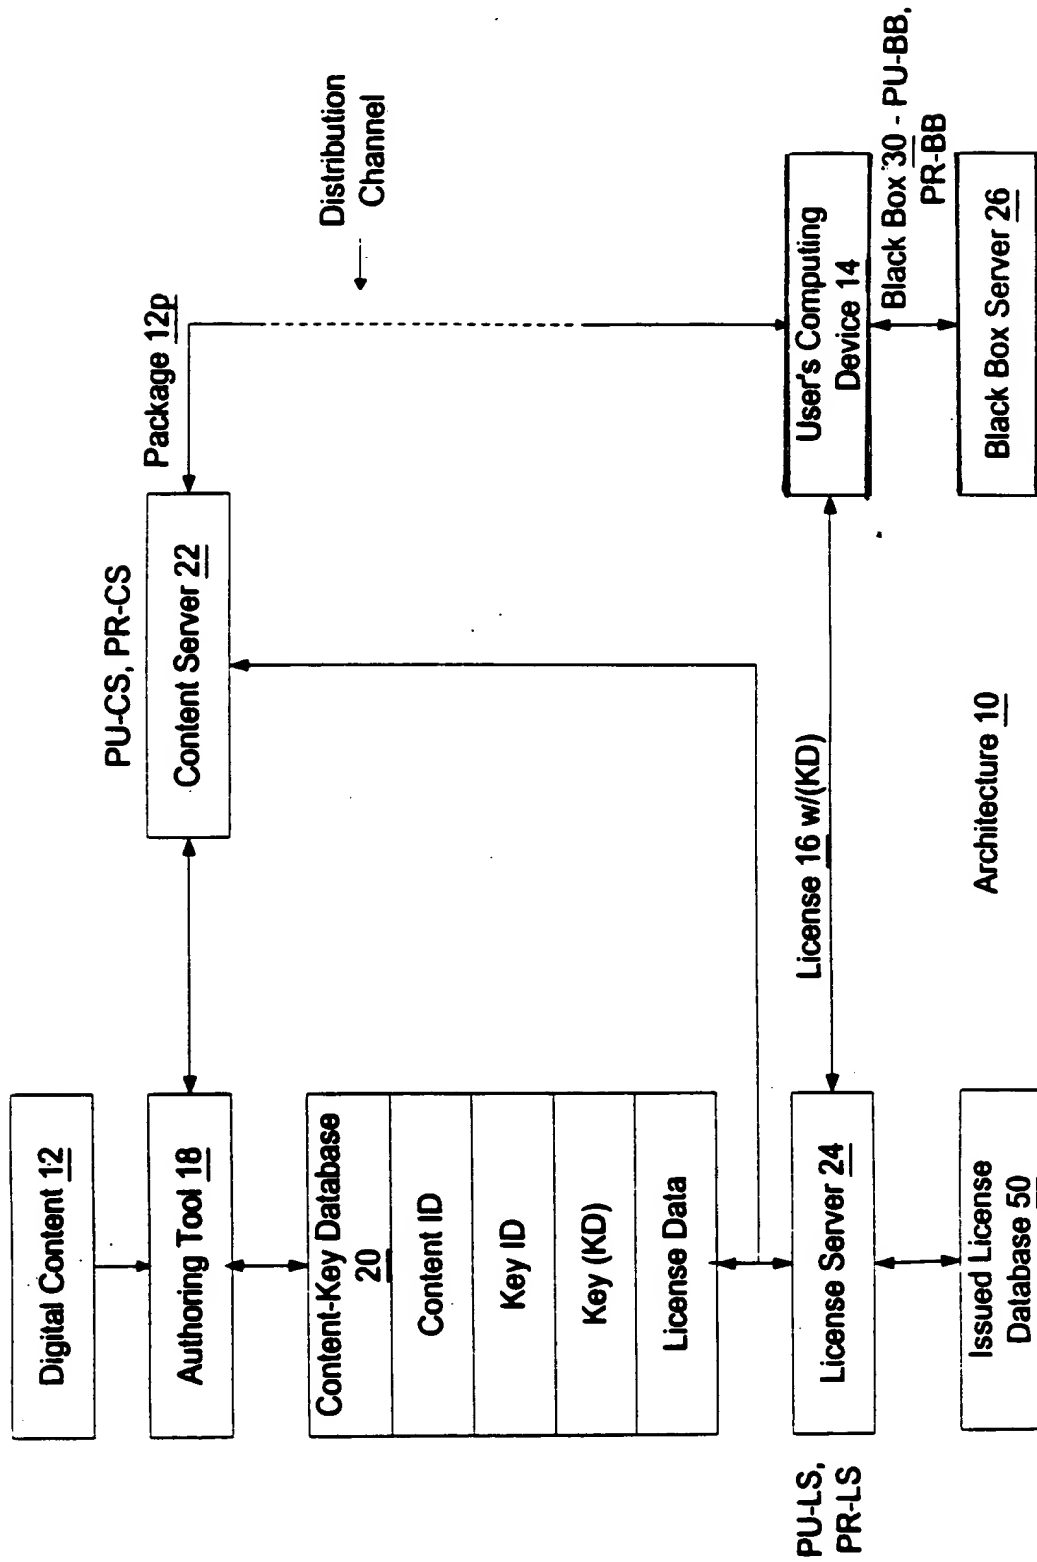 Digital Content 12
Authoring Tool 18
Content-Key Database
20
Content ID
Key ID
Key (KD)
License Data
PU-LS,
PR-LS
License Server 24
Issued License
Database 50
PU-CS, PR-CS
Content Server 22
Package 12p
Distribution
Channel
License 16 w/(KD)
User's Computing
Device 14
Black Box 30 - PU-BB,
PR-BB
Black Box Server 26
Architecture 10